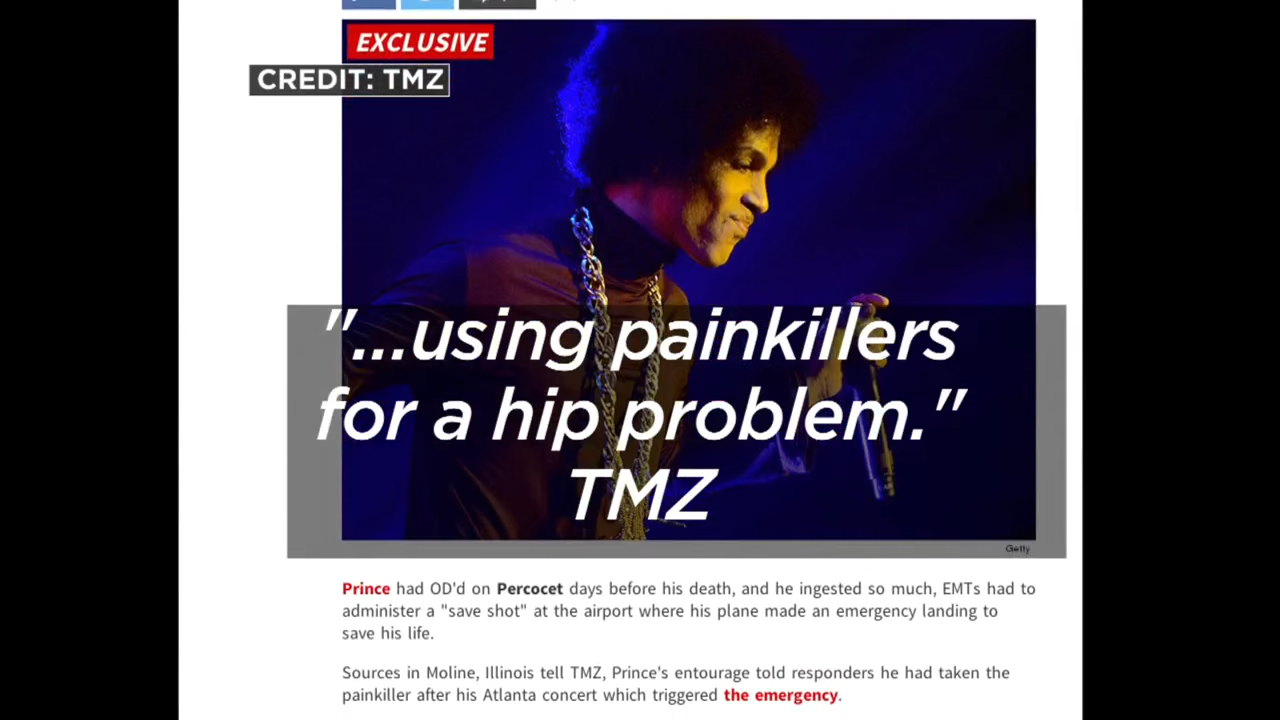 EXCLUSIVE
CREDIT: TMZ
"...using painkillers
for a hip problem."
TMZ
Getty
Prince had OD'd on Percocet days before his death, and he ingested so much, EMTs had to
administer a "save shot" at the airport where his plane made an emergency landing to
save his life.
Sources in Moline, Illinois tell TMZ, Prince's entourage told responders he had taken the
painkiller after his Atlanta concert which triggered the emergency.